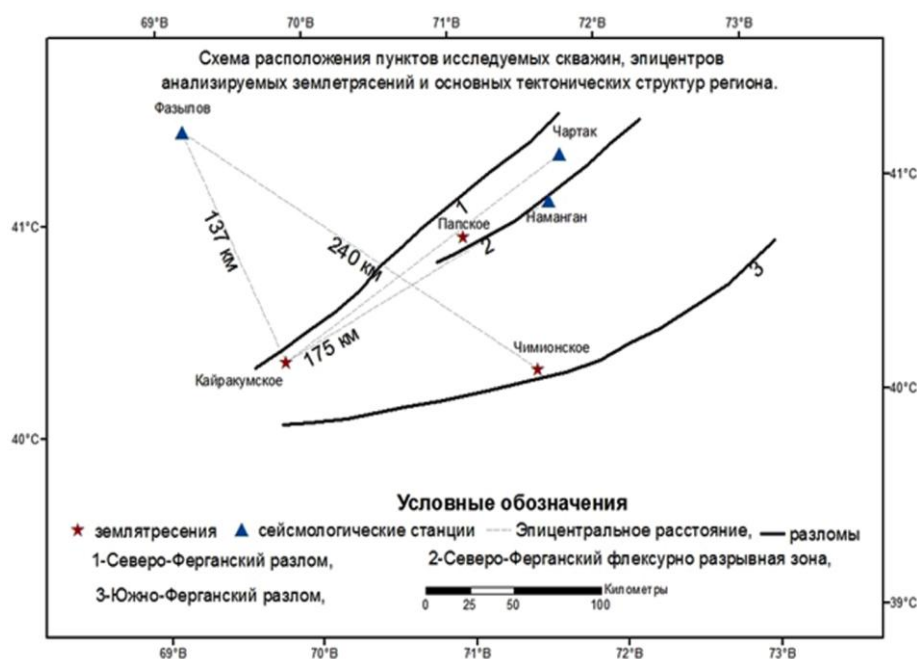 69°В 70°В 71°В 72°В 73°В
Схема расположения пунктов исследуемых скважин, эпицентров
анализируемых землетрясений и основных тектонических структур региона.
Фазылов
Чартак
41°С
1
Папское
Наманган
41°С
2
137 км
240 км
3
175 км
Чимионское
Кайракумское
40°С
40°С
Условные обозначения
землятресения сейсмологические станции Эпицентральное расстояние, разломы
1-Северо-Ферганский разлом, 2-Северо-Ферганский флексурно разрывная зона,
3-Южно-Ферганский разлом,
Километры
0 25 50 100
39°С
69°В 70°В 71°В 72°В 73°В